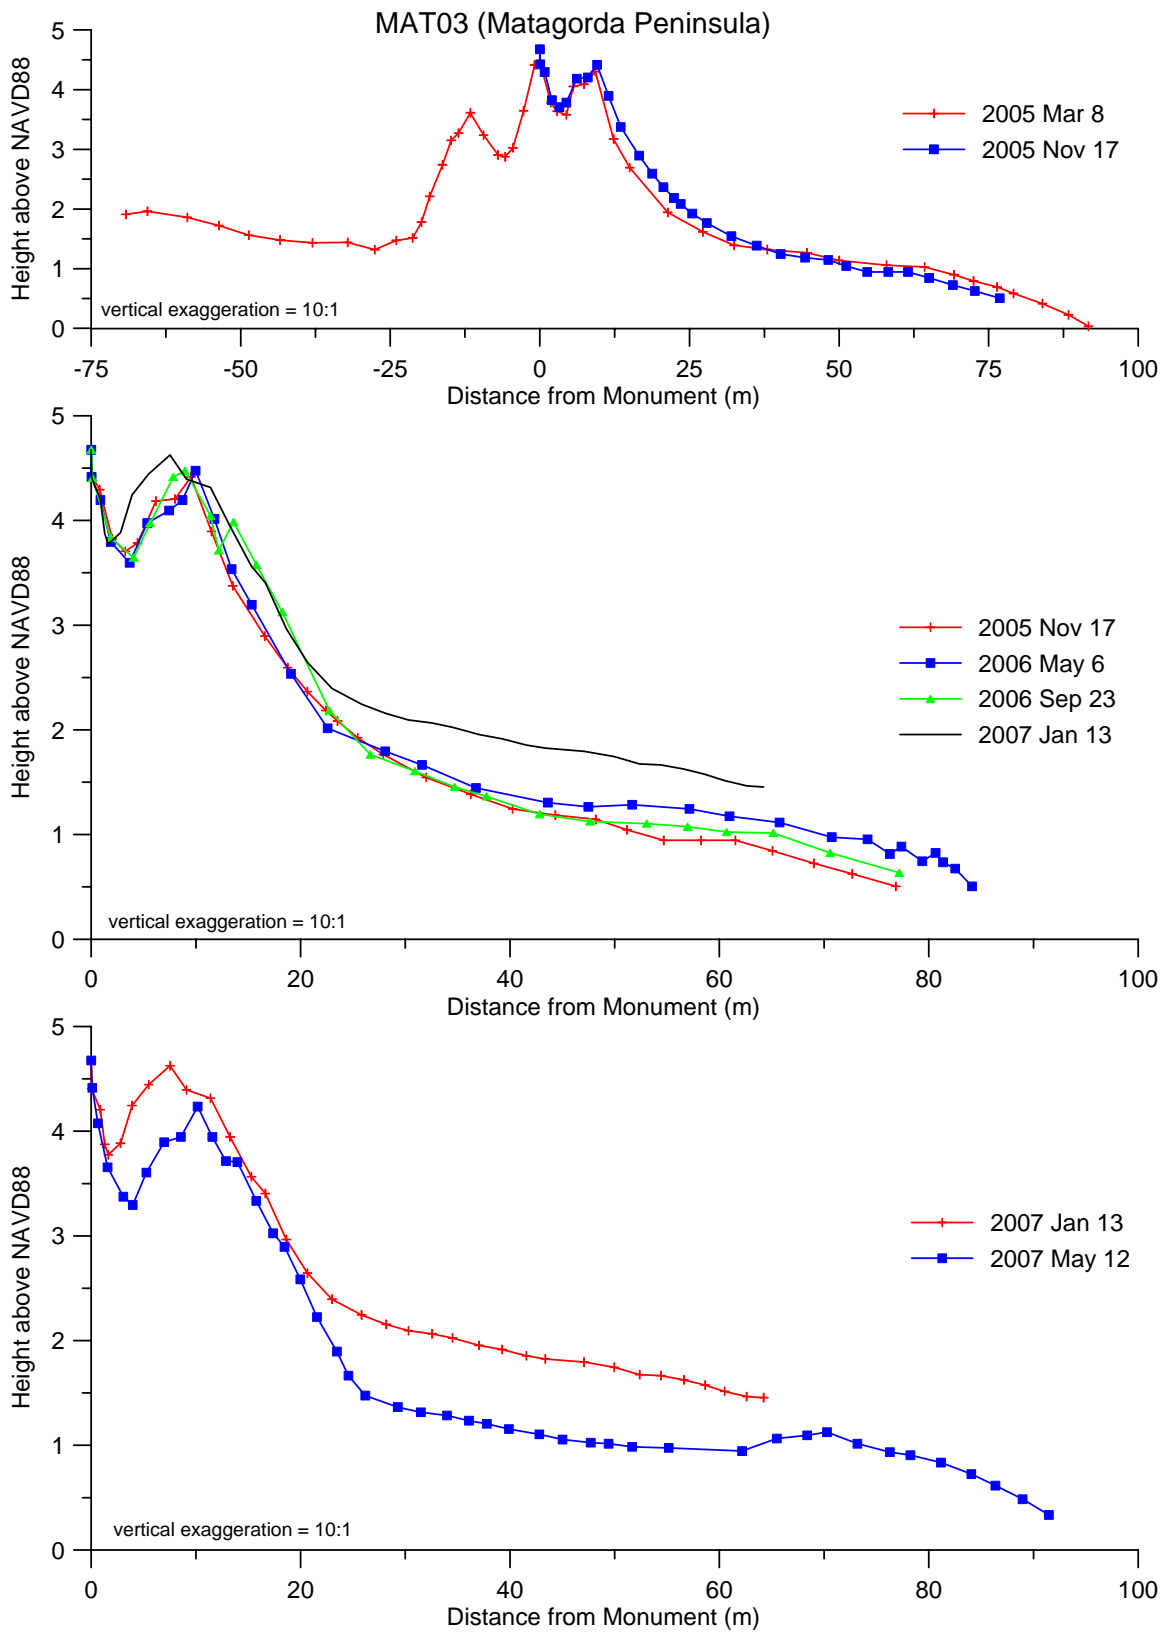 MAT03 (Matagorda Peninsula)
5
4
3
2
1
0
Height above NAVD88
2005 Mar 8
2005 Nov 17
vertical exaggeration = 10:1
-75 -50 -25 0 25 50 75 100
Distance from Monument (m)
5
4
3
2
1
0
Height above NAVD88
2005 Nov 17
2006 May 6
2006 Sep 23
2007 Jan 13
vertical exaggeration = 10:1
0 20 40 60 80 100
Distance from Monument (m)
5
4
3
2
1
0
Height above NAVD88
2007 Jan 13
2007 May 12
vertical exaggeration = 10:1
0 20 40 60 80 100
Distance from Monument (m)